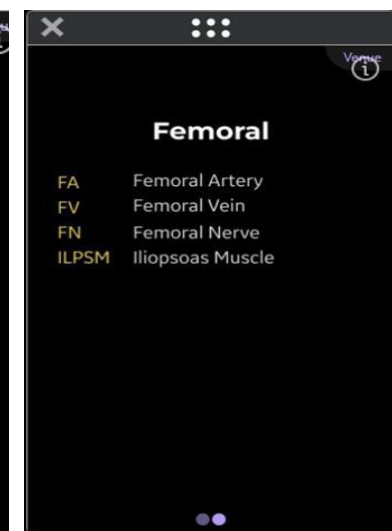 Venue
Femoral
FA Femoral Artery
FV Femoral Vein
FN Femoral Nerve
ILPSM Iliopsoas Muscle